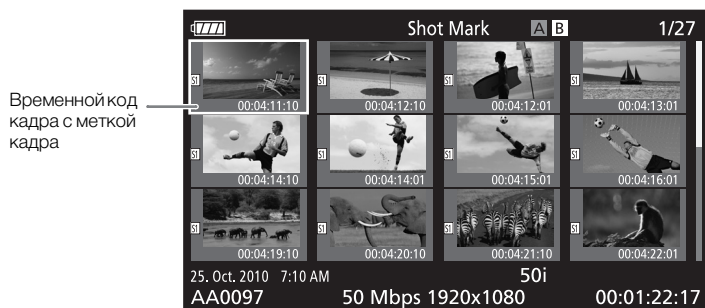 Shot Mark A B 1/27
Временной код
кадра с меткой
кадра
S1 00:04:11:10
S1 00:04:12:10
S1 00:04:12:01
S1 00:04:13:01
S1 00:04:14:10
S1 00:04:14:01
S1 00:04:15:01
S1 00:04:16:01
S1 00:04:19:10
S1 00:04:20:10
S1 00:04:21:10
S1 00:04:22:01
25. Oct. 2010 7:10 AM 50i
AA0097 50 Mbps 1920x1080 00:01:22:17